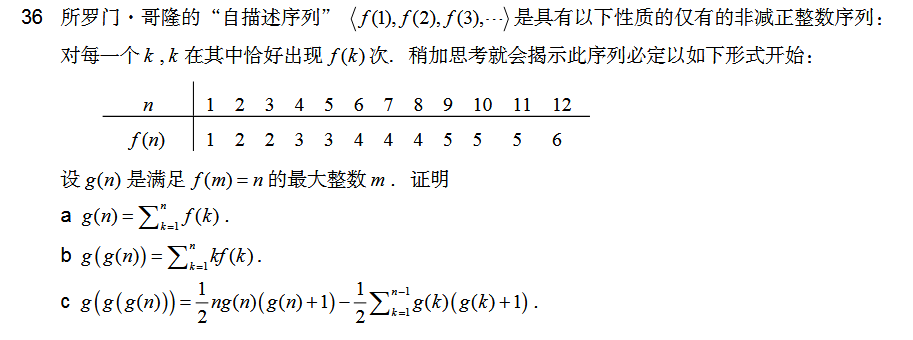 36 所罗门·哥隆的“自描述序列”⟨f(1), f(2), f(3),⋯⟩是具有以下性质的仅有的非减正整数序列：
对每一个 k , k 在其中恰好出现 f(k) 次. 稍加思考就会揭示此序列必定以如下形式开始：
n 1 2 3 4 5 6 7 8 9 10 11 12
f(n) 1 2 2 3 3 4 4 4 5 5 5 6
设 g(n) 是满足 f(m) = n 的最大整数 m . 证明
a g(n) = ∑_{k=1}^{n} f(k) .
b g(g(n)) = ∑_{k=1}^{n} kf(k) .
c g(g(g(n))) = \frac{1}{2}ng(n)(g(n)+1) − \frac{1}{2}∑_{k=1}^{n−1} g(k)(g(k)+1) .